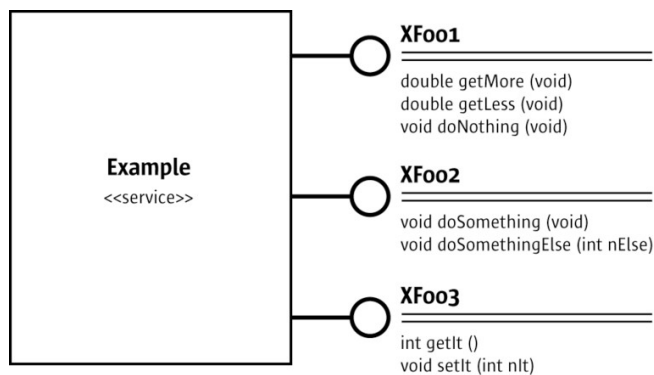 Example
<<service>>
XFoo1
double getMore (void)
double getLess (void)
void doNothing (void)
XFoo2
void doSomething (void)
void doSomethingElse (int nElse)
XFoo3
int getIt ()
void setIt (int nIt)